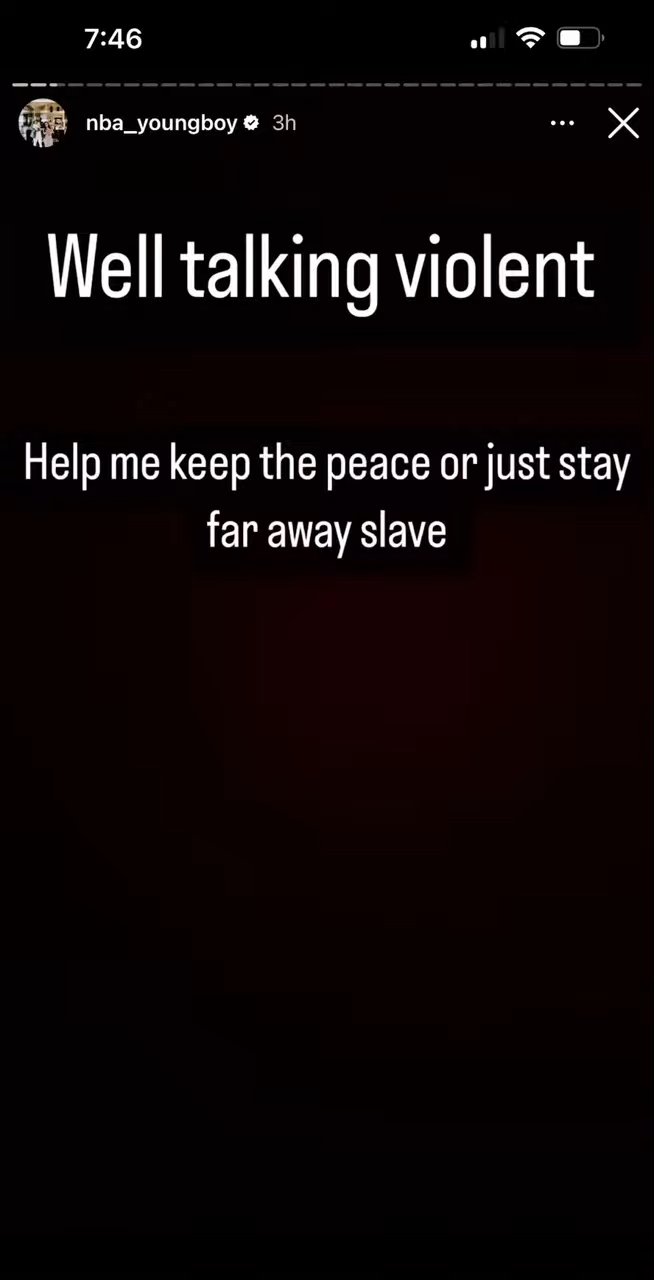 7:46
nba_youngboy 3h
Well talking violent
Help me keep the peace or just stay
far away slave